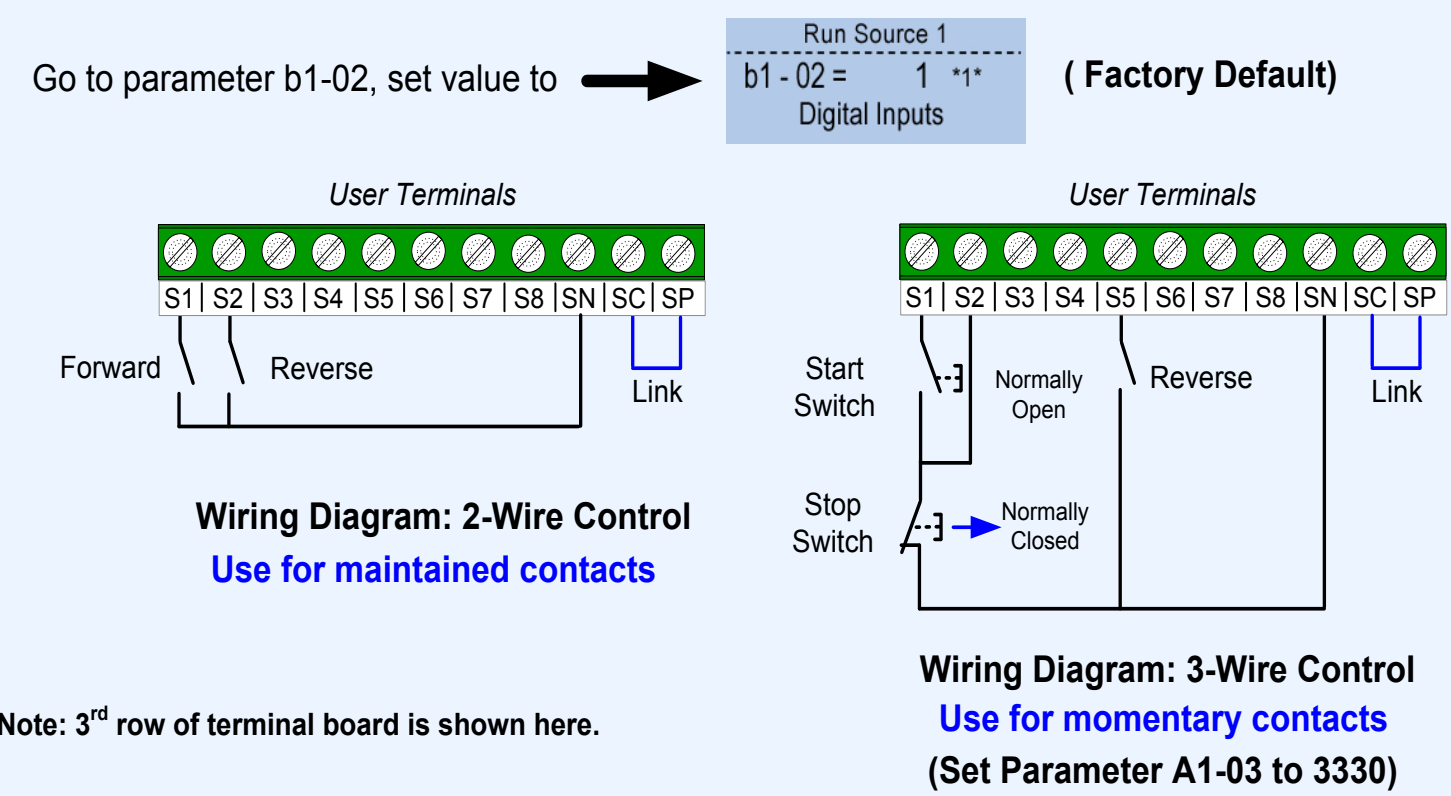 Run Source 1
Go to parameter b1-02, set value to
b1 - 02 = 1 *1*
( Factory Default)
Digital Inputs
User Terminals
S1 S2 S3 S4 S5 S6 S7 S8 SN SC SP
Forward
Reverse
Link
Wiring Diagram: 2-Wire Control
Use for maintained contacts
Note: 3rd row of terminal board is shown here.
User Terminals
S1 S2 S3 S4 S5 S6 S7 S8 SN SC SP
Start
Switch
Normally
Open
Reverse
Link
Stop
Switch
Normally
Closed
Wiring Diagram: 3-Wire Control
Use for momentary contacts
(Set Parameter A1-03 to 3330)